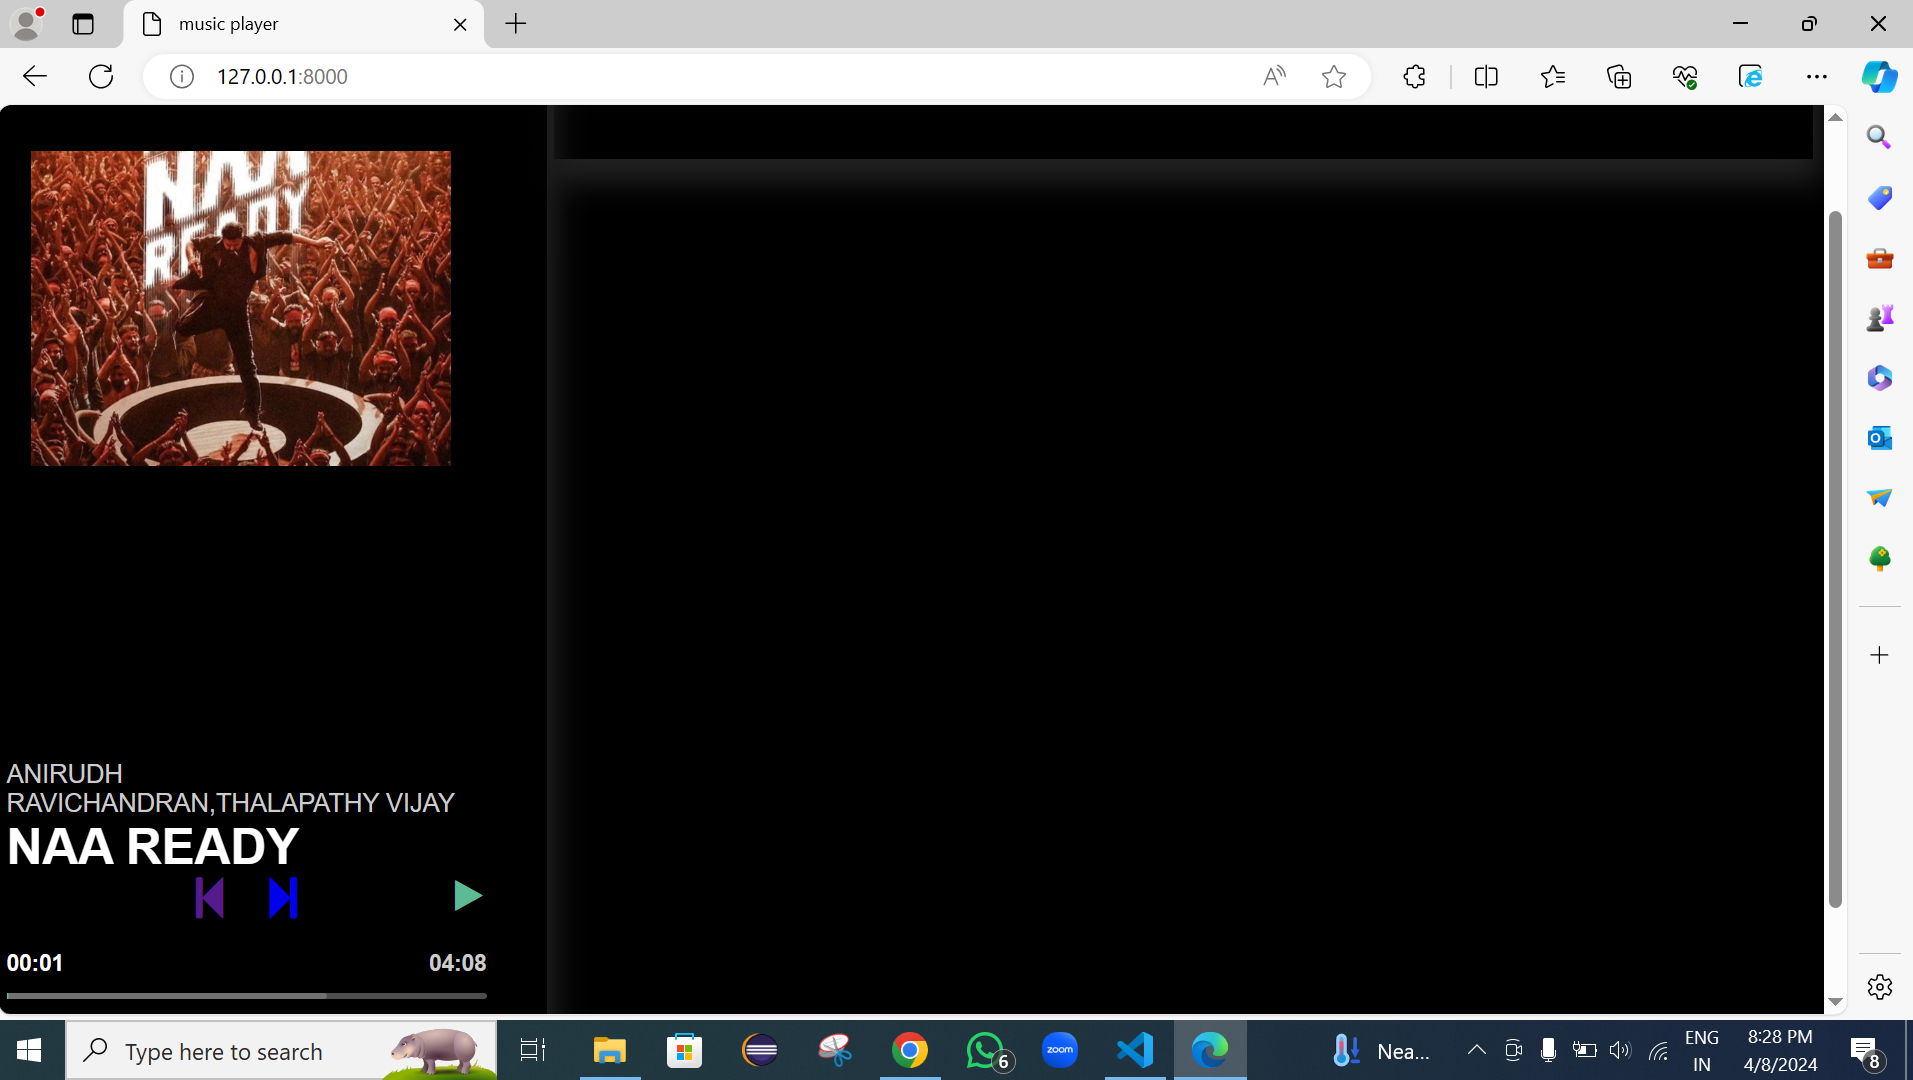 music player
127.0.0.1:8000
NAA
READY
ANIRUDH
RAVICHANDRAN,THALAPATHY VIJAY
NAA READY
00:01
04:08
Type here to search
zoom
6
Nea...
ENG
IN
8:28 PM
4/8/2024
8